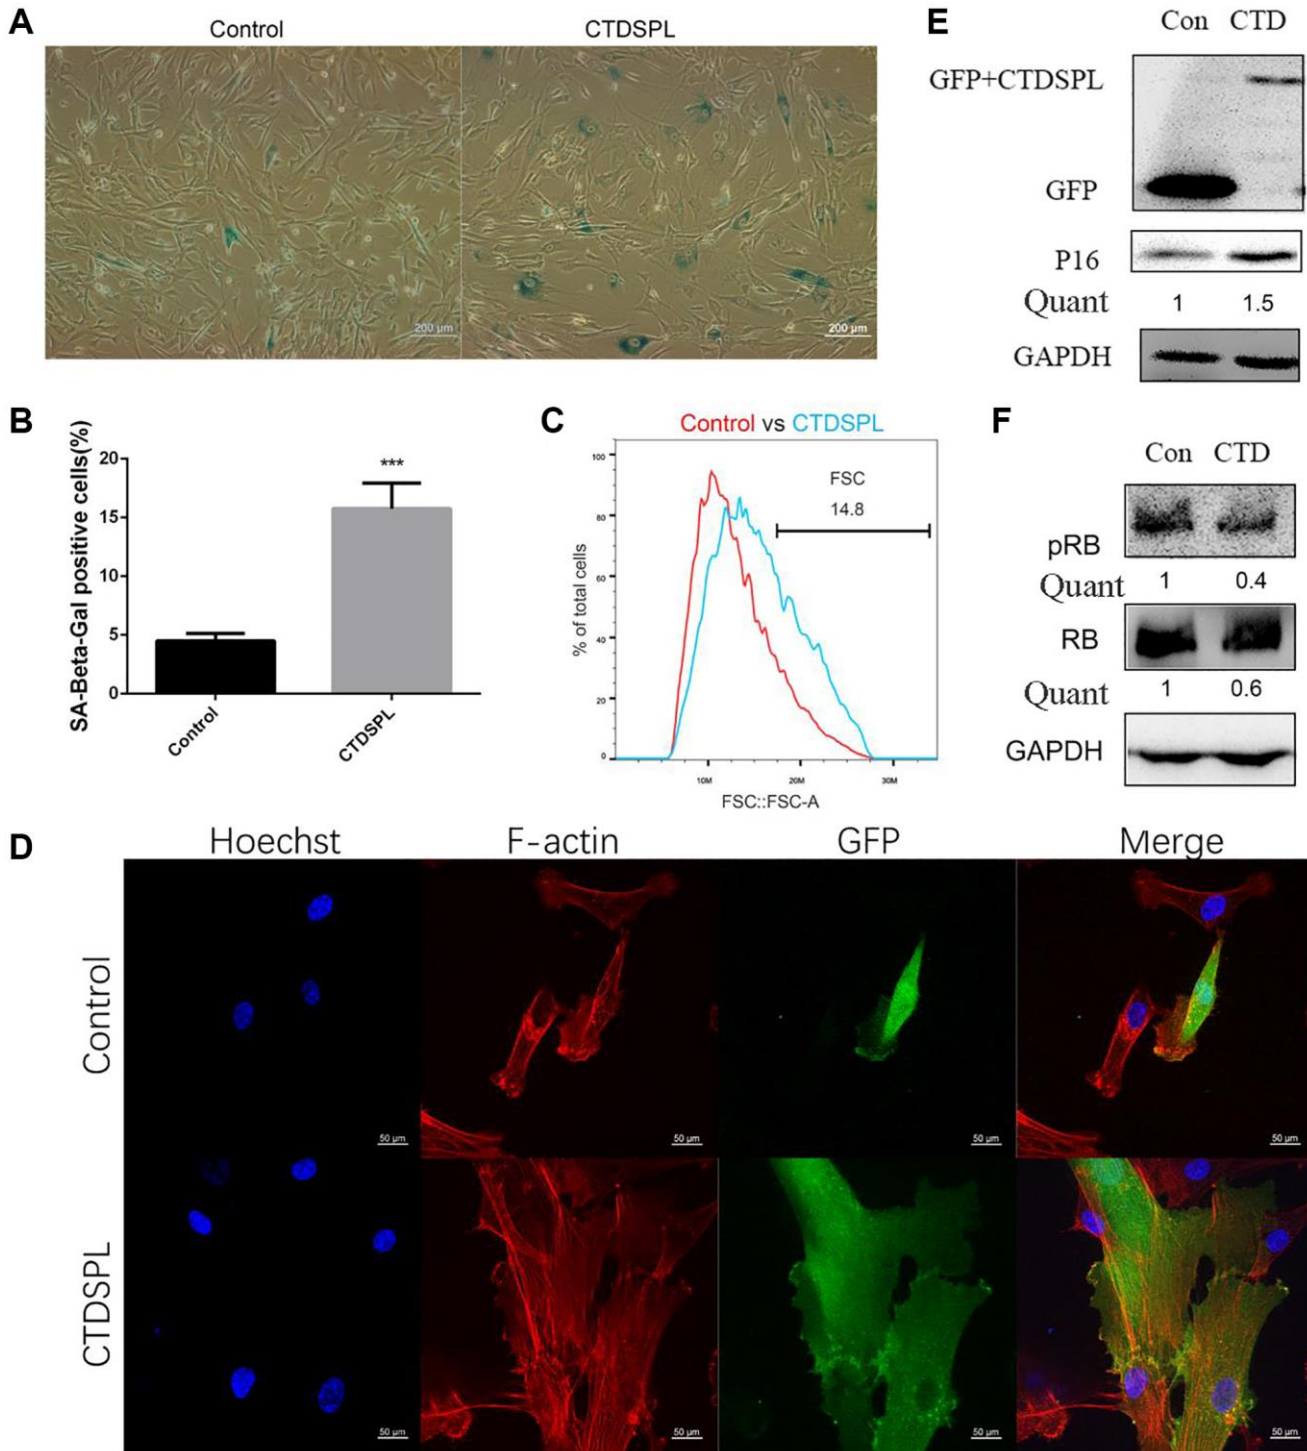 A
Control CTDSPL
200 µm 200 µm
B
SA-Beta-Gal positive cells(%)
20
15
10
5
0
***
Control CTDSPL
C
Control vs CTDSPL
% of total cells
100
80
60
40
20
0
FSC
14.8
10M 20M 30M
FSC::FSC-A
E
Con CTD
GFP+CTDSPL
GFP
P16
Quant 1 1.5
GAPDH
F
Con CTD
pRB
Quant 1 0.4
RB
Quant 1 0.6
GAPDH
D
Hoechst F-actin GFP Merge
Control
50 µm 50 µm 50 µm 50 µm
CTDSPL
50 µm 50 µm 50 µm 50 µm